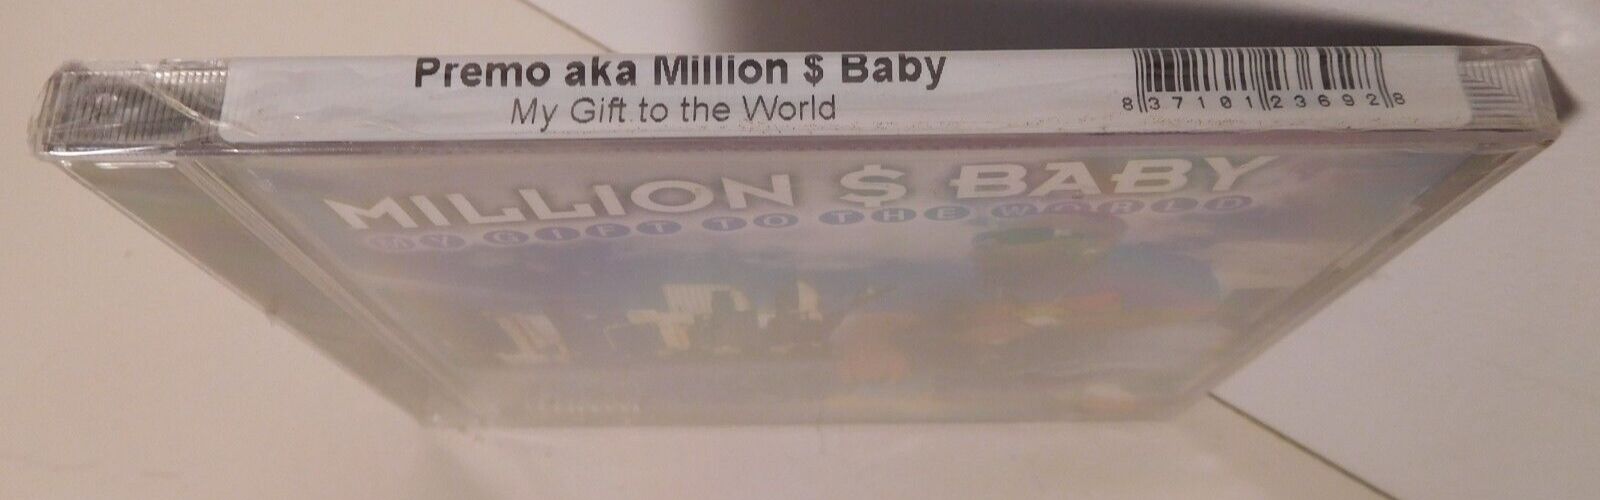 Premo aka Million $ Baby
My Gift to the World
8 37101 23692 8
MILLION $ BABY
MY GIFT TO THE WORLD